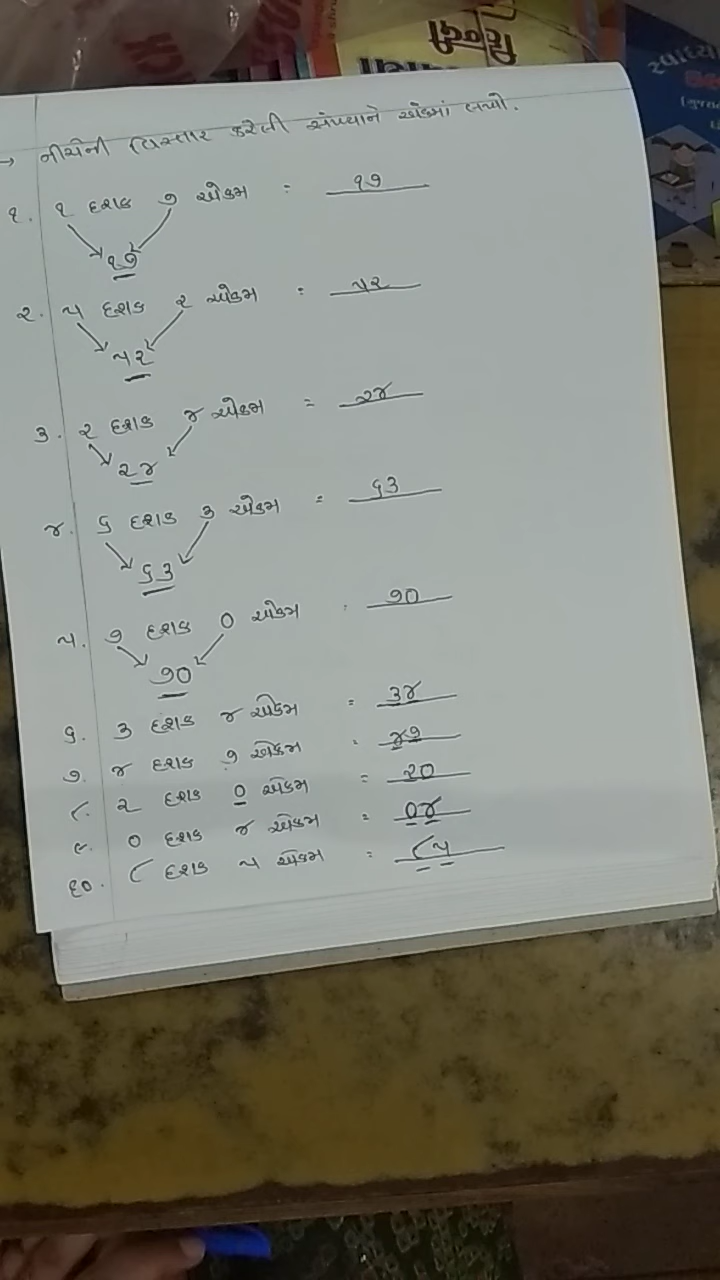 हिन्दी
સ્વાધ્યા
→ નીચેની વિસ્તાર કરેલી સંખ્યાને અંકમાં લખો.
૧. ૧ દશક ૭ એકમ = ૧૭
૧૭
૨. ૫ દશક ૨ એકમ = ૫૨
૫૨
૩. ૨ દશક ૪ એકમ = ૨૪
૨૪
૪. ૬ દશક ૩ એકમ = ૬૩
૬૩
૫. ૭ દશક ૦ એકમ = ૭૦
૭૦
૬. ૩ દશક ૪ એકમ = ૩૪
૭. ૪ દશક ૭ એકમ = ૪૭
૮. ૨ દશક ૦ એકમ = ૨૦
૯. ૦ દશક ૪ એકમ = ૦૪
૧૦. ૮ દશક ૫ એકમ = ૮૫